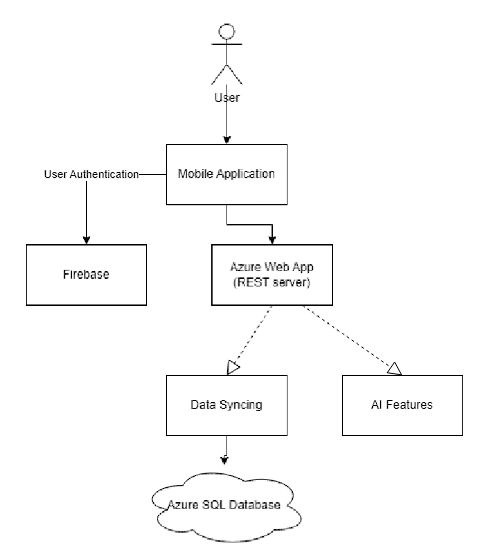 User
Mobile Application
User Authentication
Firebase
Azure Web App
(REST server)
Data Syncing
AI Features
Azure SQL Database